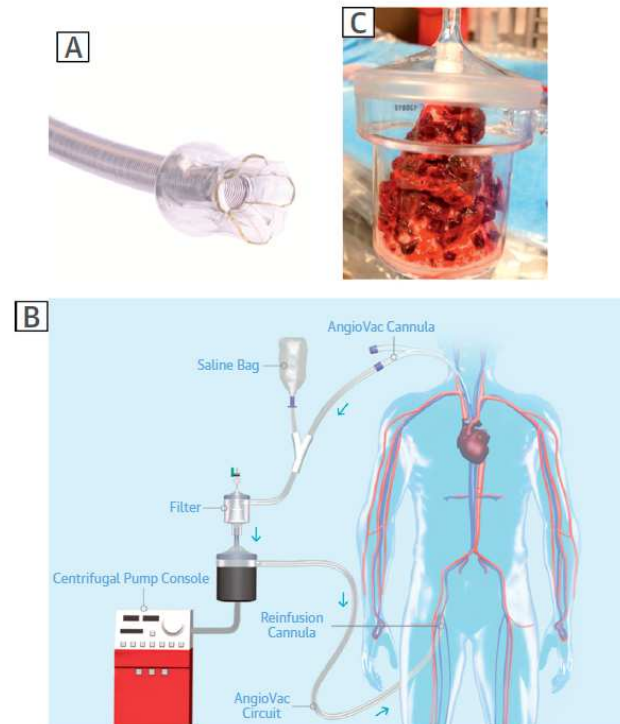 A
C
B
AngioVac Cannula
Saline Bag
Filter
Centrifugal Pump Console
Reinfusion
Cannula
AngioVac
Circuit